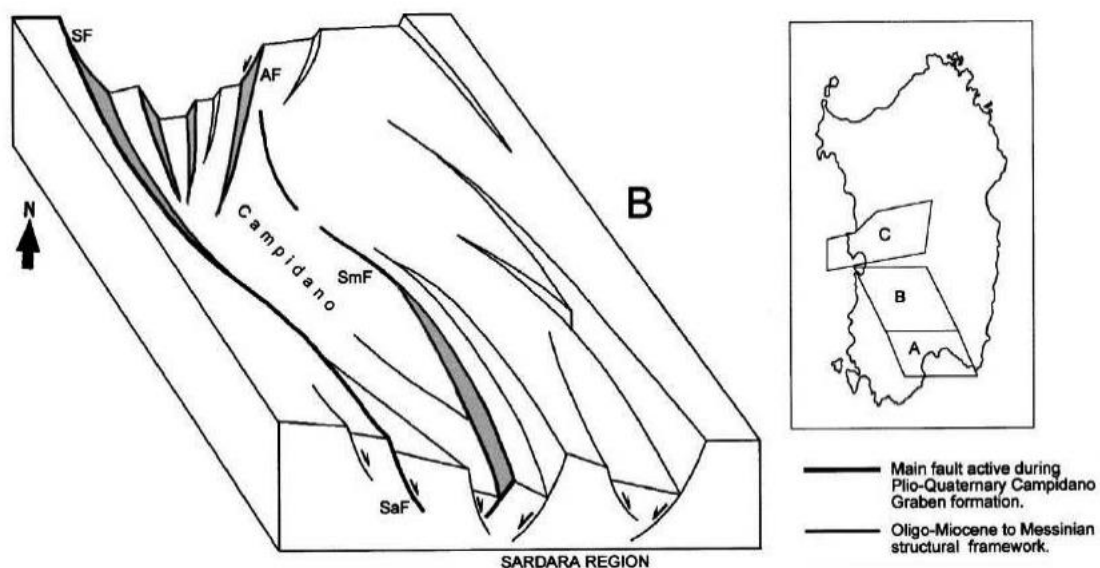 SF
AF
N
B
Campidano
SmF
SaF
SARDARA REGION
C
B
A
Main fault active during
Plio-Quaternary Campidano
Graben formation.
Oligo-Miocene to Messinian
structural framework.